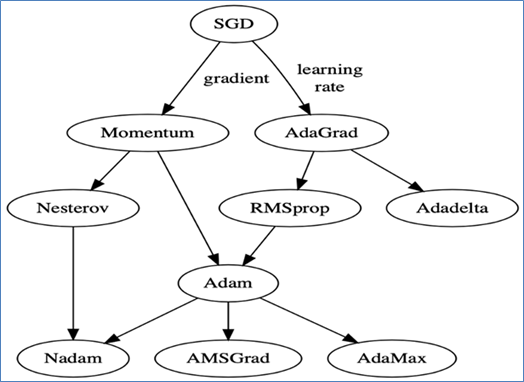 SGD
gradient
learning
rate
Momentum
AdaGrad
Nesterov
RMSprop
Adadelta
Adam
Nadam
AMSGrad
AdaMax